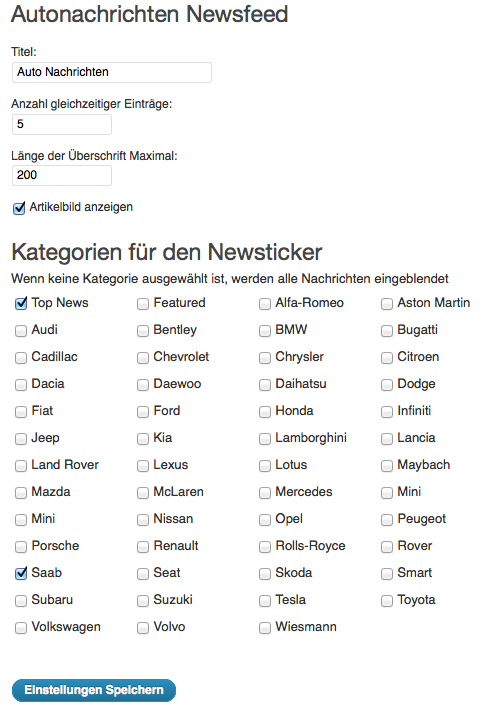 Autonachrichten Newsfeed
Titel:
Auto Nachrichten
Anzahl gleichzeitiger Einträge:
5
Länge der Überschrift Maximal:
200
Artikelbild anzeigen
Kategorien für den Newsticker
Wenn keine Kategorie ausgewählt ist, werden alle Nachrichten eingeblendet
Top News Featured Alfa-Romeo Aston Martin
Audi Bentley BMW Bugatti
Cadillac Chevrolet Chrysler Citroen
Dacia Daewoo Daihatsu Dodge
Fiat Ford Honda Infiniti
Jeep Kia Lamborghini Lancia
Land Rover Lexus Lotus Maybach
Mazda McLaren Mercedes Mini
Mini Nissan Opel Peugeot
Porsche Renault Rolls-Royce Rover
Saab Seat Skoda Smart
Subaru Suzuki Tesla Toyota
Volkswagen Volvo Wiesmann
Einstellungen Speichern